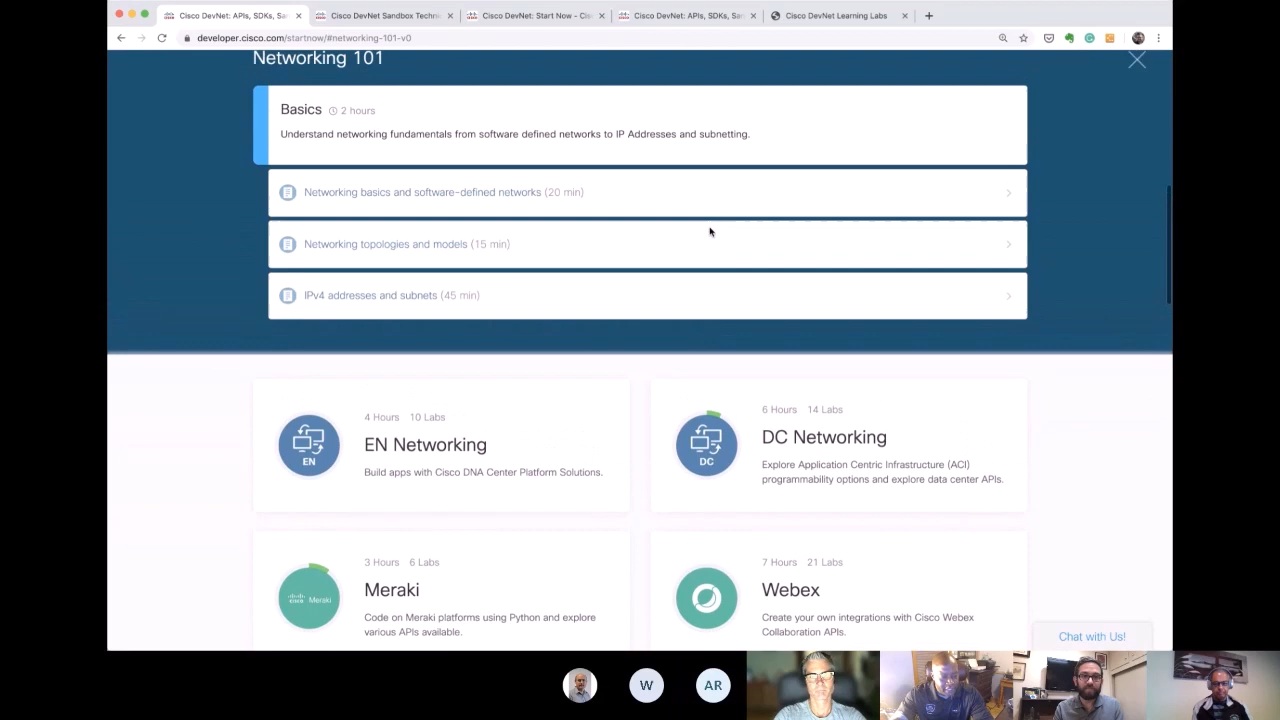 Cisco DevNet: APIs, SDKs, Sa
Cisco DevNet Sandbox Techn
Cisco DevNet: Start Now - Cis
Cisco DevNet: APIs, SDKs, Sa
Cisco DevNet Learning Labs
developer.cisco.com/startnow/#networking-101-v0
Networking 101
Basics 2 hours
Understand networking fundamentals from software defined networks to IP Addresses and subnetting.
Networking basics and software-defined networks (20 min)
Networking topologies and models (15 min)
IPv4 addresses and subnets (45 min)
4 Hours 10 Labs
EN
EN Networking
Build apps with Cisco DNA Center Platform Solutions.
6 Hours 14 Labs
DC
DC Networking
Explore Application Centric Infrastructure (ACI)
programmability options and explore data center APIs.
3 Hours 6 Labs
Meraki
Meraki
Code on Meraki platforms using Python and explore
various APIs available.
7 Hours 21 Labs
Webex
Create your own integrations with Cisco Webex
Collaboration APIs.
Chat with Us!
W
AR